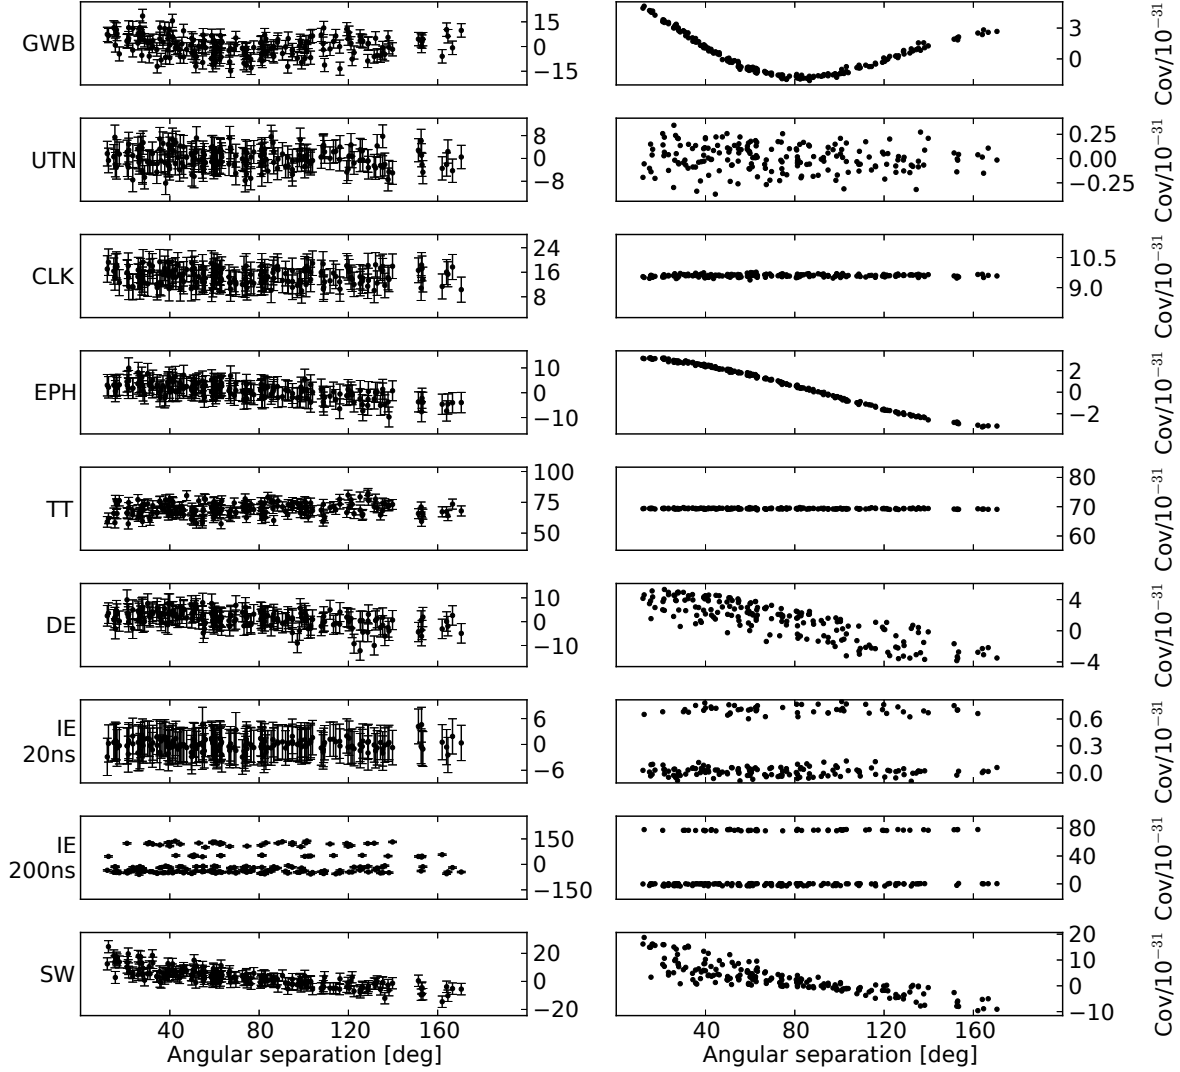 GWB
15
0
−15
3
0
Cov/10⁻³¹
UTN
8
0
−8
0.25
0.00
−0.25
Cov/10⁻³¹
CLK
24
16
8
10.5
9.0
Cov/10⁻³¹
EPH
10
0
−10
2
0
−2
Cov/10⁻³¹
TT
100
75
50
80
70
60
Cov/10⁻³¹
DE
10
0
−10
4
0
−4
Cov/10⁻³¹
IE
20ns
6
0
−6
0.6
0.3
0.0
Cov/10⁻³¹
IE
200ns
150
0
−150
80
40
0
Cov/10⁻³¹
SW
20
0
−20
20
10
0
−10
Cov/10⁻³¹
40 80 120 160
40 80 120 160
Angular separation [deg]
Angular separation [deg]